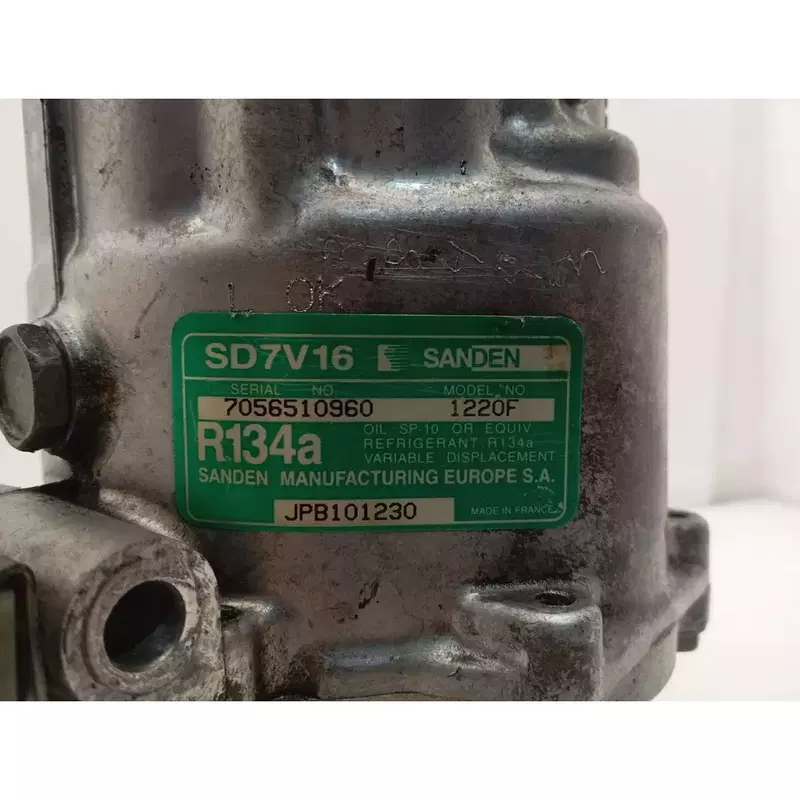 L OK
SD7V16 SANDEN
SERIAL NO. MODEL NO
7056510960 1220F
R134a
OIL SP-10 OR EQUIV
REFRIGERANT R134a
VARIABLE DISPLACEMENT
SANDEN MANUFACTURING EUROPE S.A.
JPB101230 MADE IN FRANCE